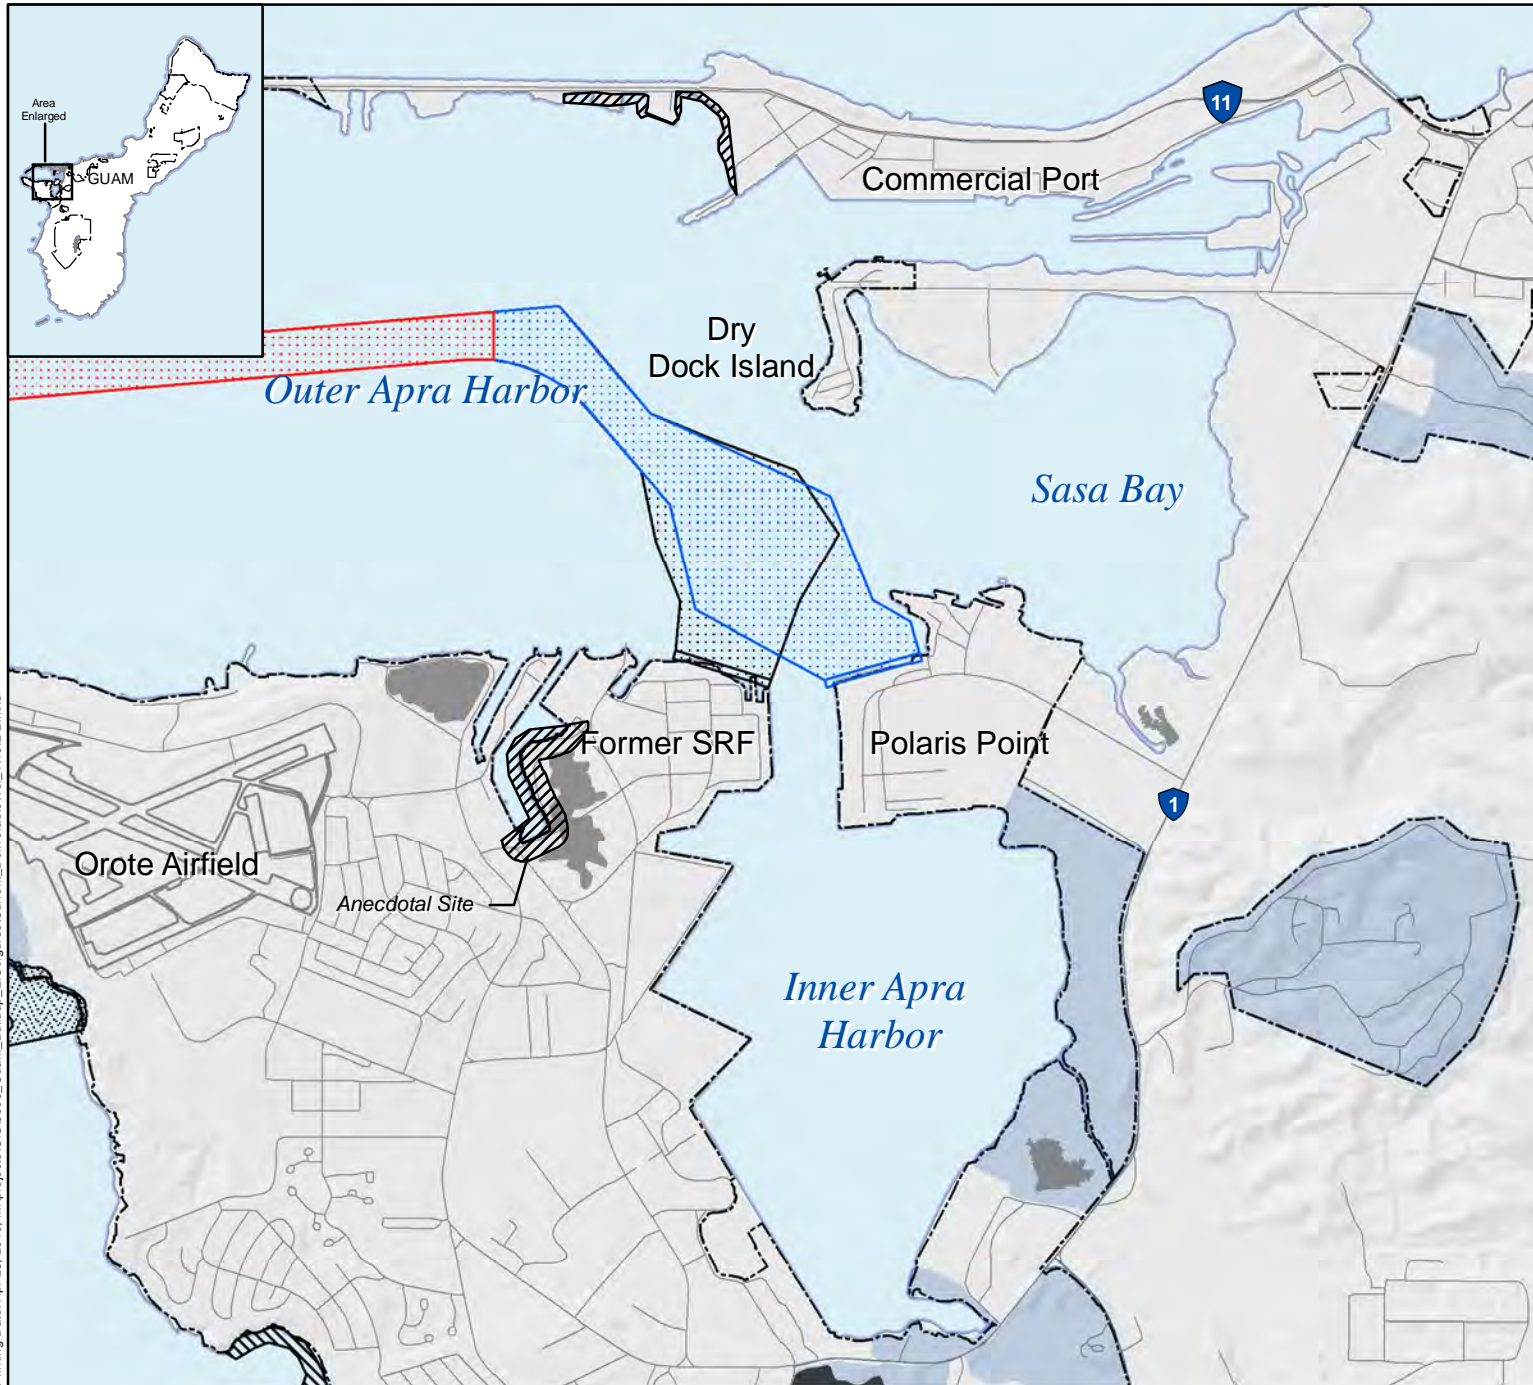 Area
Enlarged
GUAM
11
Commercial Port
Dry
Dock Island
Outer Apra Harbor
Sasa Bay
Former SRF
Polaris Point
1
Orote Airfield
Anecdotal Site
Inner Apra
Harbor